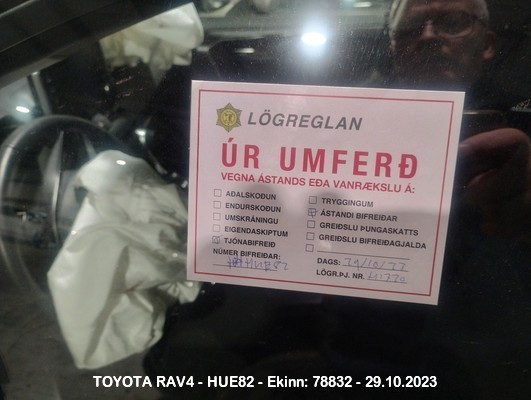 LÖGREGLAN
ÚR UMFERÐ
VEGNA ÁSTANDS EÐA VANRÆKSLU Á:
AÐALSKOÐUN
ENDURSKOÐUN
UMSKRÁNINGU
EIGENDASKIPTUM
TJÓNABIFREIÐ
NÚMER BIFREIÐAR:
TRYGGINGUM
ÁSTANDI BIFREIÐAR
GREIÐSLU ÞUNGASKATTS
GREIÐSLU BIFREIÐAGJALDA
DAGS:
LÖGR.ÞJ. NR.
TOYOTA RAV4 - HUE82 - Ekinn: 78832 - 29.10.2023